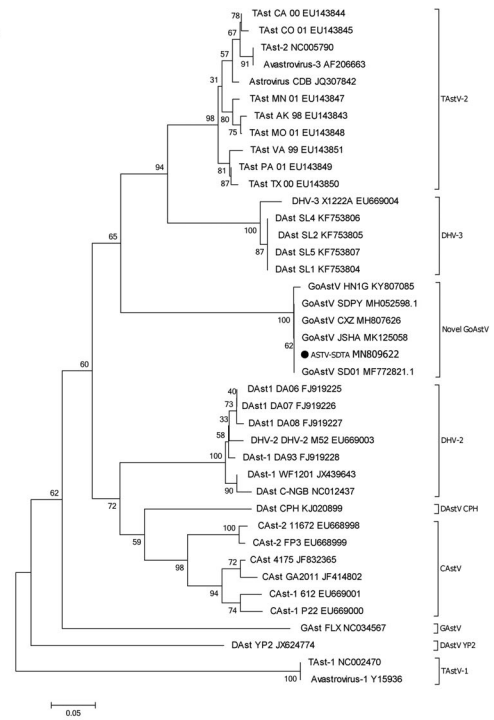 TAst CA 00 EU143844
78
TAst CO 01 EU143845
67
TAst-2 NC005790
91
Avastrovirus-3 AF206663
57
Astrovirus CDB JQ307842
31
TAst MN 01 EU143847
TAstV-2
TAst AK 98 EU143843
80
98
75
TAst MO 01 EU143848
TAst VA 99 EU143851
81
TAst PA 01 EU143849
94
87
TAst TX 00 EU143850
DHV-3 X1222A EU669004
DAst SL4 KF753806
100
DAst SL2 KF753805
DHV-3
65
87
DAst SL5 KF753807
DAst SL1 KF753804
GoAstV HN1G KY807085
GoAstV SDPY MH052598.1
100
GoAstV CXZ MH807626
Novel GoAstV
62
GoAstV JSHA MK125058
ASTV-SDTA MN809622
60
GoAstV SD01 MF772821.1
40
DAst1 DA06 FJ919225
73
DAst1 DA07 FJ919226
33
DAst1 DA08 FJ919227
58
DHV-2 DHV-2 M52 EU669003
DHV-2
100
DAst-1 DA93 FJ919228
DAst-1 WF1201 JX439643
90
DAst C-NGB NC012437
62
72
DAst CPH KJ020899
DAstV CPH
59
100
CAst-2 11672 EU668998
CAst-2 FP3 EU668999
98
72
CAst 4175 JF832365
CAstV
CAst GA2011 JF414802
94
CAst-1 612 EU669001
74
CAst-1 P22 EU669000
GAst FLX NC034567
GAstV
DAst YP2 JX624774
DAstV YP2
TAst-1 NC002470
TAstV-1
100
Avastrovirus-1 Y15936
0.05